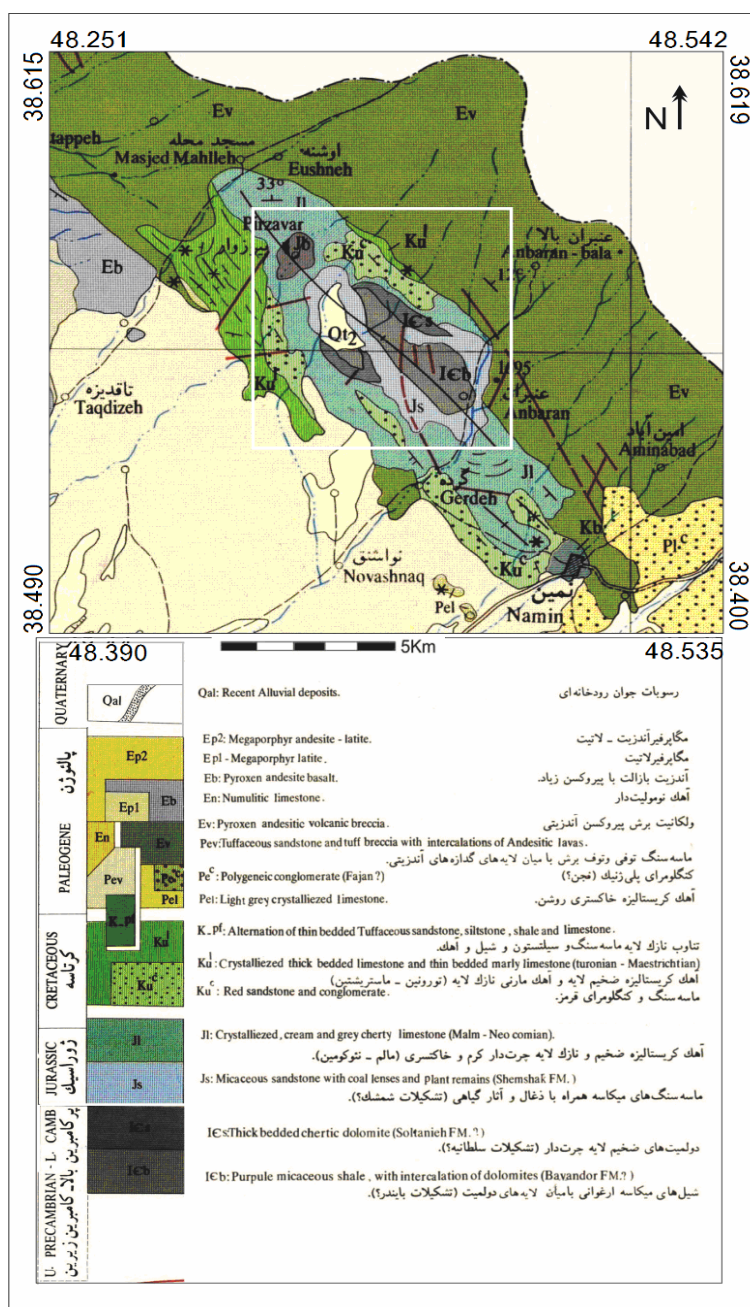 48.251
48.542
38.615
38.619
Ev
Ev
N
tappeh
مسجد محله
Masjed Mahlleh
اوشنه
Eushneh
33°
Jl
Pirzavar
پیرزوار
Jb
Ku^c
Ku^l
عنبران بالا
Anbaran - bala
Eb
Qt2
I€s
I€b
Ku^l
Js
1695
عنبران
Anbaran
Ev
تاقدیزه
Taqdizeh
امین آباد
Aminabad
Jl
Gerdeh
Kb
Pl^c
نواشنق
Novashnaq
Ku^c
نمین
Namin
Pel
38.490
38.400
48.390
48.535
5Km
QUATERNARY
Qal
Qal: Recent Alluvial deposits.
رسوبات جوان رودخانه‌ای
PALEOGENE
پالئوژن
Ep2
Eb
Ep1
En
Ev
Pev
Pe^c
Pel
K_pf
Ep2: Megaporphyr andesite - latite.
مگاپرفیرآندزیت - لاتیت
Ep1 - Megaporphyr latite.
مگاپرفیرلاتیت
Eb: Pyroxen andesite basalt.
آندزیت بازالت با پیروکسن زیاد.
En: Numulitic limestone.
آهک نومولیت‌دار
Ev: Pyroxen andesitic volcanic breccia.
ولکانیت برش پیروکسن آندزیتی
Pev:Tuffaceous sandstone and tuff breccia with intercalations of Andesitic lavas.
ماسه سنگ توفی وتوف برش با میان لایه‌های گدازه‌های آندزیتی.
Pe^c: Polygeneic conglomerate (Fajan ?)
کنگلومرای پلی‌ژنیک (فجن؟)
Pel: Light grey crystalliezed limestone.
آهک کریستالیزه خاکستری روشن.
CRETACEOUS
کرتاسه
Ku^l
Ku^c
K_pf: Alternation of thin bedded Tuffaceous sandstone, siltstone , shale and limestone.
تناوب نازک لایه ماسه سنگ و سیلتستون و شیل و آهک.
Ku^l: Crystalliezed thick bedded limestone and thin bedded marly limestone (turonian - Maestrichtian)
آهک کریستالیزه ضخیم لایه و آهک مارنی نازک لایه (تورونین - ماستریشتین)
Ku^c: Red sandstone and conglomerate.
ماسه سنگ و کنگلومرای قرمز.
JURASSIC
ژوراسیک
Jl
Js
Jl: Crystalliezed, cream and grey cherty limestone (Malm - Neo comian).
آهک کریستالیزه ضخیم و نازک لایه چرت‌دار کرم و خاکستری (مالم - نئوکومین).
Js: Micaceous sandstone with coal lenses and plant remains (Shemshak FM. )
ماسه سنگ‌های میکاسه همراه با ذغال و آثار گیاهی (تشکیلات شمشک؟).
U- PRECAMBRIAN - L CAMB
پرکامبرین بالا- کامبرین زیرین
I€s
I€b
I€s:Thick bedded chertic dolomite (Soltanieh FM. ?)
دولمیت‌های ضخیم لایه چرت‌دار (تشکیلات سلطانیه؟).
I€b: Purpule micaceous shale , with intercalation of dolomites (Bayandor FM.? )
شیل‌های میکاسه ارغوانی با میان لایه‌های دولمیت (تشکیلات بایندر؟).